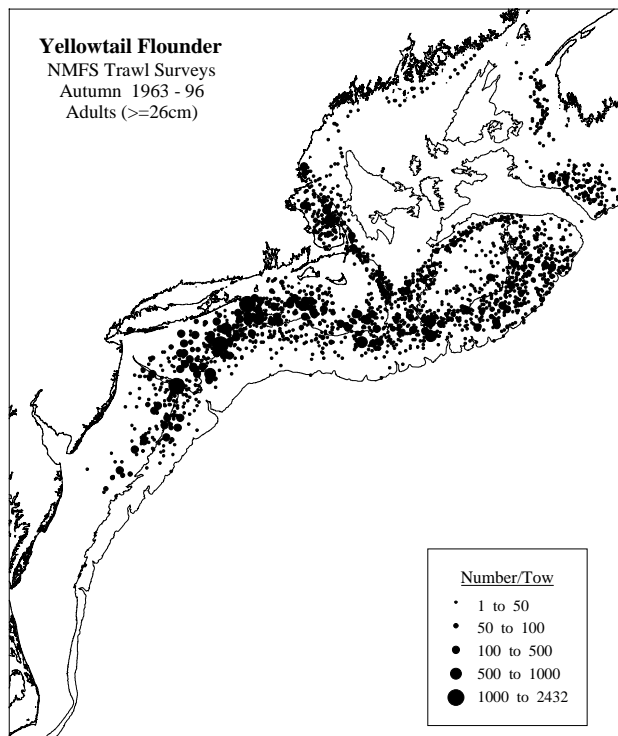 Yellowtail Flounder
NMFS Trawl Surveys
Autumn 1963 - 96
Adults (>=26cm)
Number/Tow
1 to 50
50 to 100
100 to 500
500 to 1000
1000 to 2432